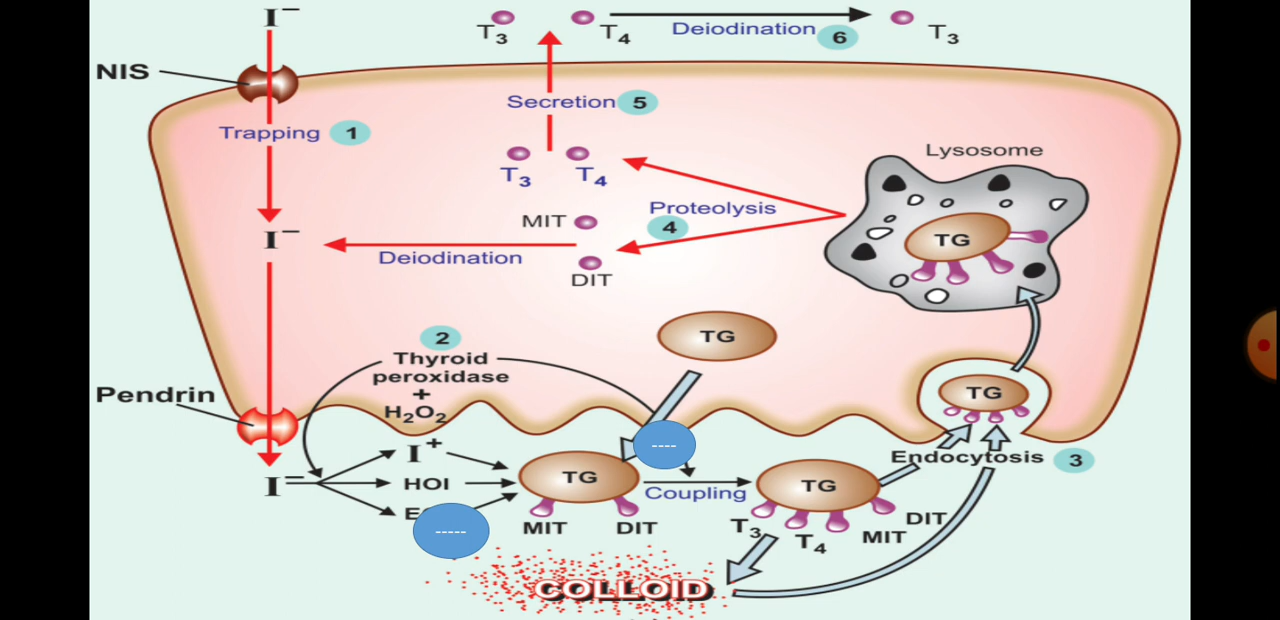 I⁻
T₃
T₄
Deiodination
6
T₃
NIS
Secretion 5
Trapping 1
T₃
T₄
Lysosome
MIT
Proteolysis
4
TG
I⁻
Deiodination
DIT
TG
2
Thyroid
peroxidase
+
H₂O₂
Pendrin
TG
I⁺
----
Endocytosis 3
I⁻
HOI
TG
Coupling
TG
-----
MIT
DIT
T₃
T₄
MIT
DIT
COLLOID